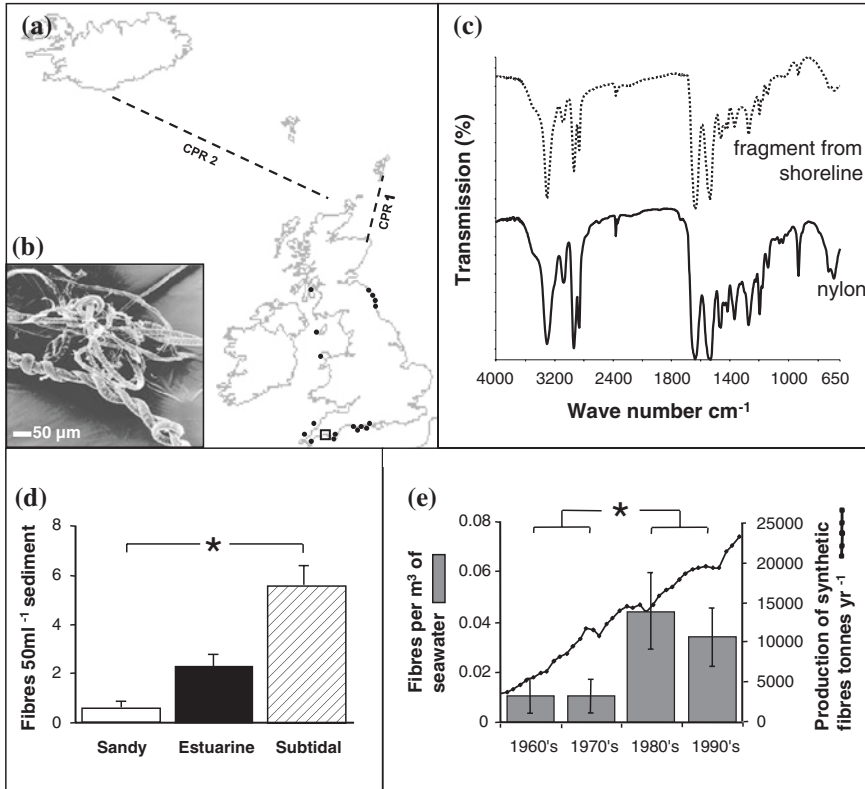 (a)
CPR 2
CPR 1
(b)
50 µm
(c)
Transmission (%)
fragment from
shoreline
nylon
4000 3200 2400 1800 1400 1000 650
Wave number cm⁻¹
(d)
Fibres 50ml ⁻¹ sediment
8
6
4
2
0
*
Sandy Estuarine Subtidal
(e)
Fibres per m³ of
seawater
0.08
0.06
0.04
0.02
0
*
25000
20000
15000
10000
5000
0
Production of synthetic
fibres tonnes yr ⁻¹
1960's 1970's 1980's 1990's